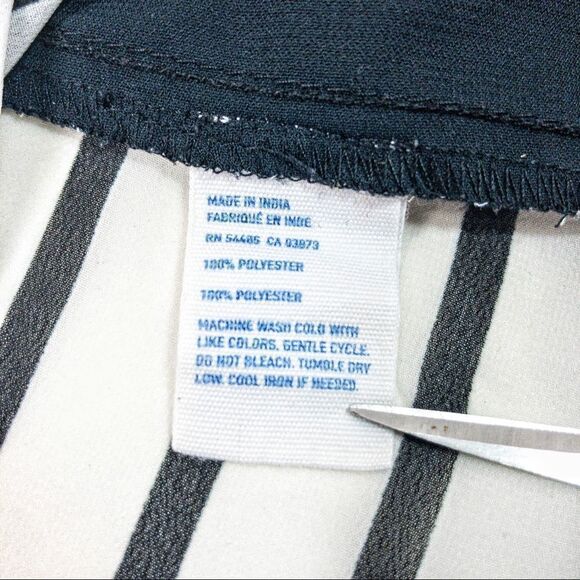 MADE IN INDIA
FABRIQUÉ EN INDE
RN 54485 CA 03873
100% POLYESTER
100% POLYESTER
MACHINE WASH COLD WITH
LIKE COLORS. GENTLE CYCLE.
DO NOT BLEACH. TUMBLE DRY
LOW. COOL IRON IF NEEDED.